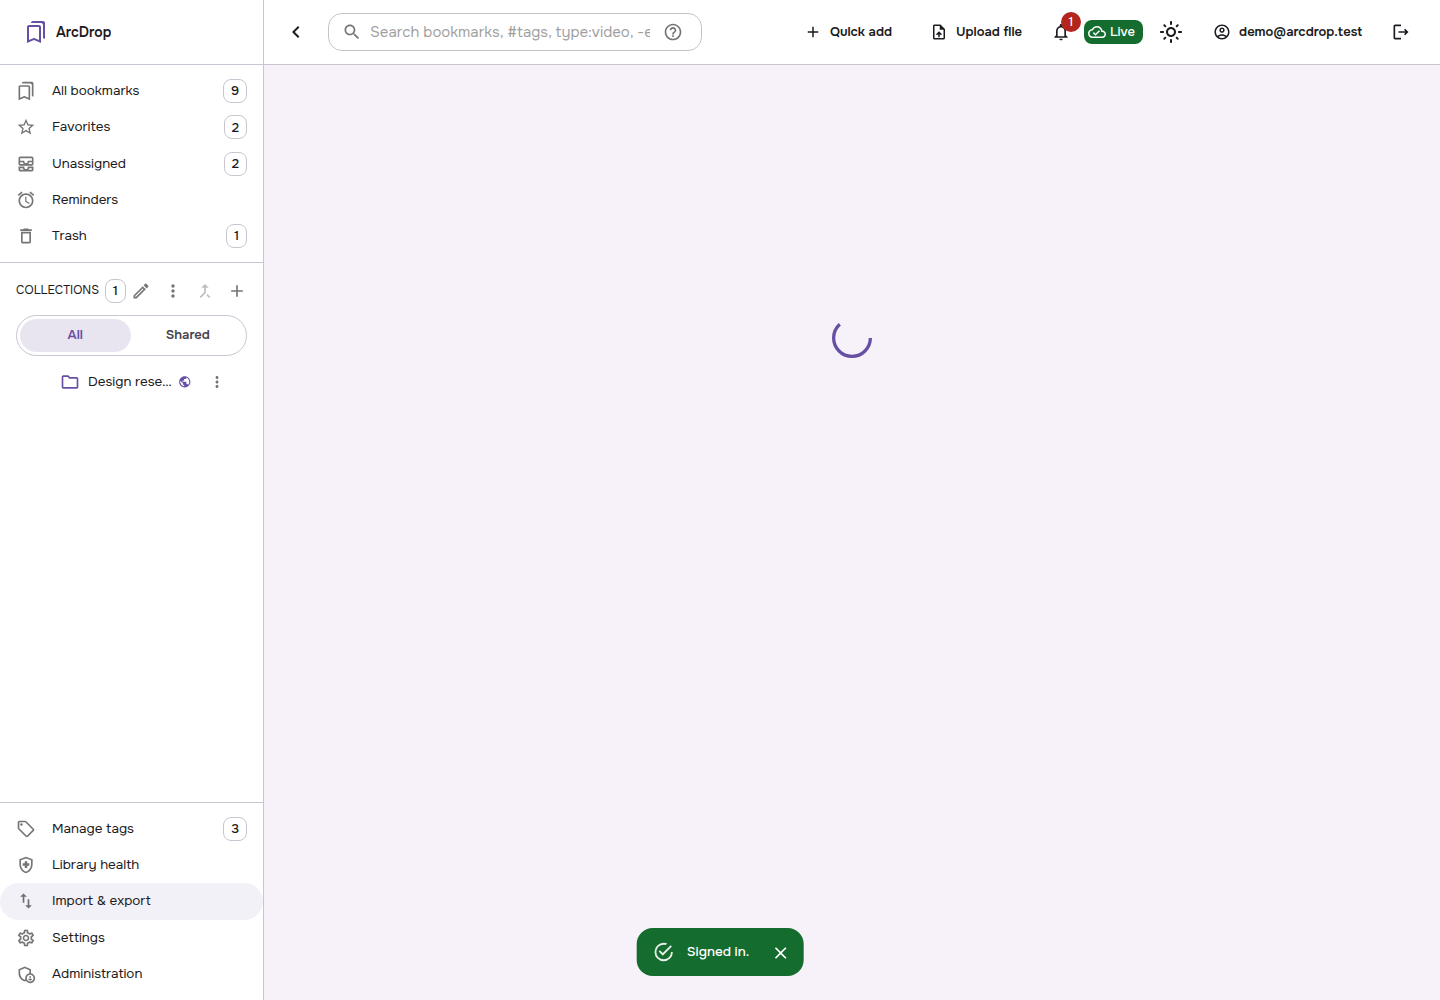 ArcDrop
Search bookmarks, #tags, type:video, -e
Quick add
Upload file
1
Live
demo@arcdrop.test
All bookmarks 9
Favorites 2
Unassigned 2
Reminders
Trash 1
COLLECTIONS 1
All
Shared
Design rese...
Manage tags 3
Library health
Import & export
Settings
Administration
Signed in.